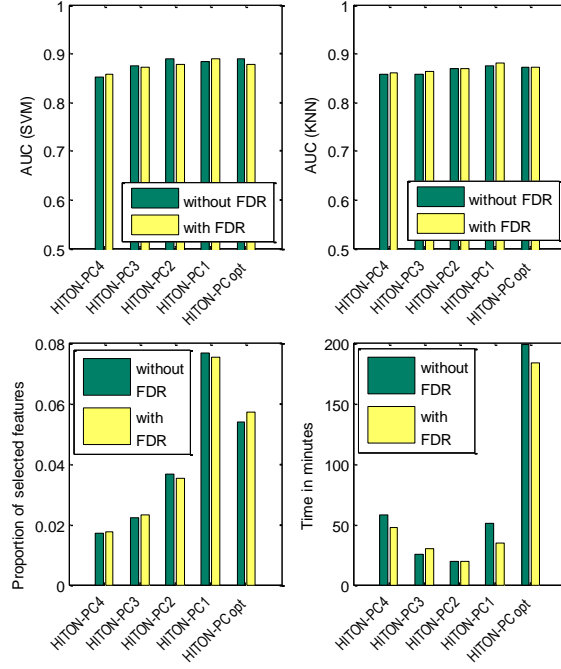 1
0.9
0.8
0.7
0.6
0.5
AUC (SVM)
without FDR
with FDR
HITON-PC4
HITON-PC3
HITON-PC2
HITON-PC1
HITON-PC opt
1
0.9
0.8
0.7
0.6
0.5
AUC (KNN)
without FDR
with FDR
HITON-PC4
HITON-PC3
HITON-PC2
HITON-PC1
HITON-PC opt
0.08
0.06
0.04
0.02
0
Proportion of selected features
without
FDR
with
FDR
HITON-PC4
HITON-PC3
HITON-PC2
HITON-PC1
HITON-PC opt
200
150
100
50
0
Time in minutes
without
FDR
with
FDR
HITON-PC4
HITON-PC3
HITON-PC2
HITON-PC1
HITON-PC opt